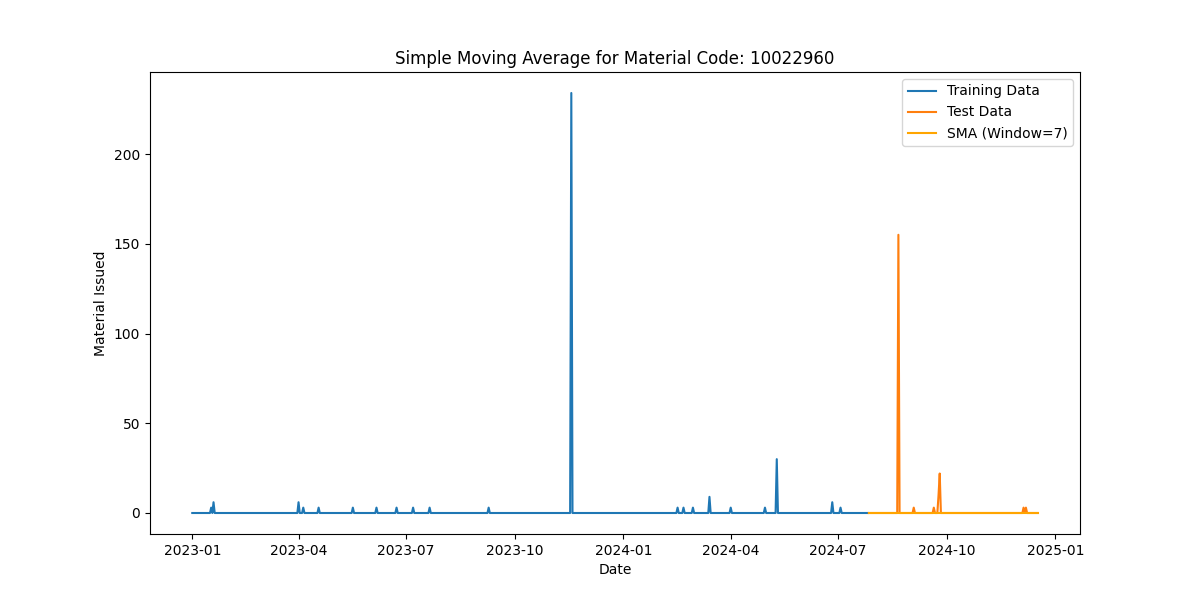 Simple Moving Average for Material Code: 10022960
Training Data
Test Data
SMA (Window=7)
Material Issued
200
150
100
50
0
2023-01 2023-04 2023-07 2023-10 2024-01 2024-04 2024-07 2024-10 2025-01
Date